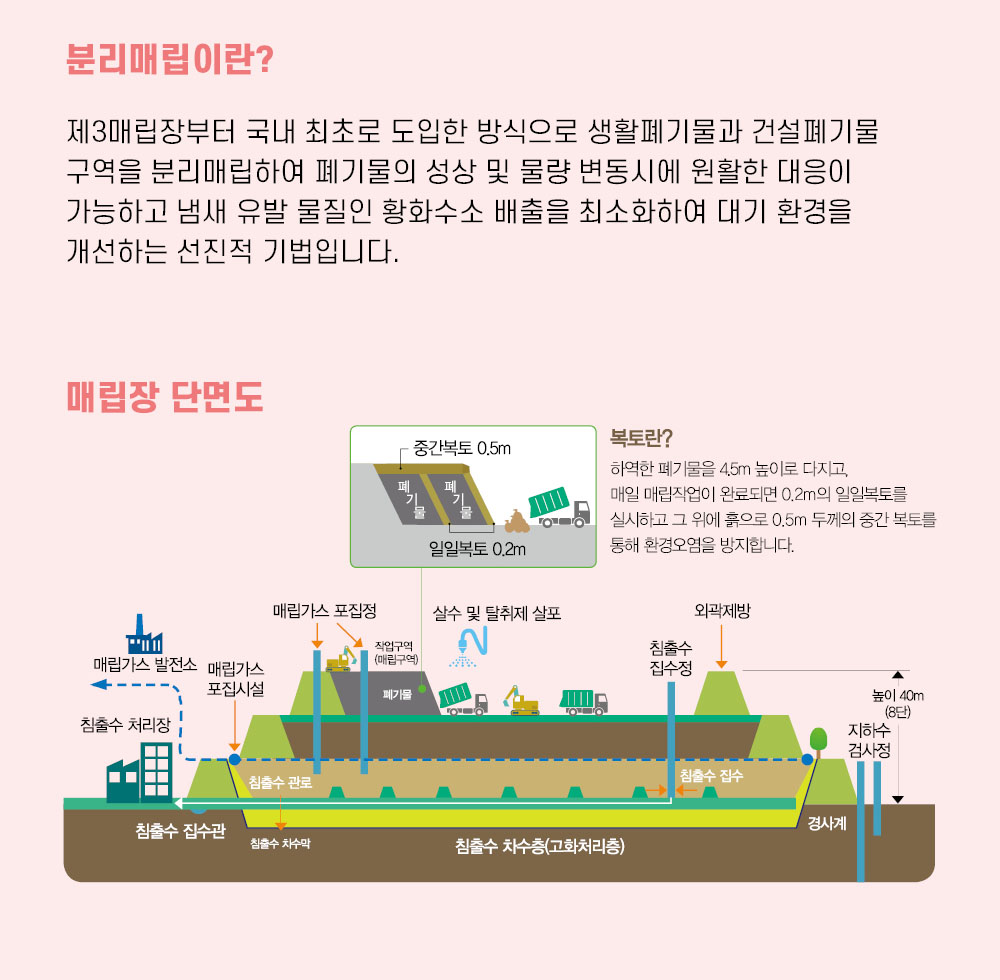 분리매립이란?
제3매립장부터 국내 최초로 도입한 방식으로 생활폐기물과 건설폐기물
구역을 분리매립하여 폐기물의 성상 및 물량 변동시에 원활한 대응이
가능하고 냄새 유발 물질인 황화수소 배출을 최소화하여 대기 환경을
개선하는 선진적 기법입니다.
매립장 단면도
중간복토 0.5m
폐기물
폐기물
일일복토 0.2m
복토란?
하역한 폐기물을 4.5m 높이로 다지고,
매일 매립작업이 완료되면 0.2m의 일일복토를
실시하고 그 위에 흙으로 0.5m 두께의 중간 복토를
통해 환경오염을 방지합니다.
매립가스 포집정
살수 및 탈취제 살포
외곽제방
작업구역
(매립구역)
침출수
집수정
매립가스 발전소
매립가스
포집시설
폐기물
높이 40m
(8단)
침출수 처리장
지하수
검사정
침출수 관로
침출수 집수
침출수 집수관
침출수 차수막
침출수 차수층(고화처리층)
경사계